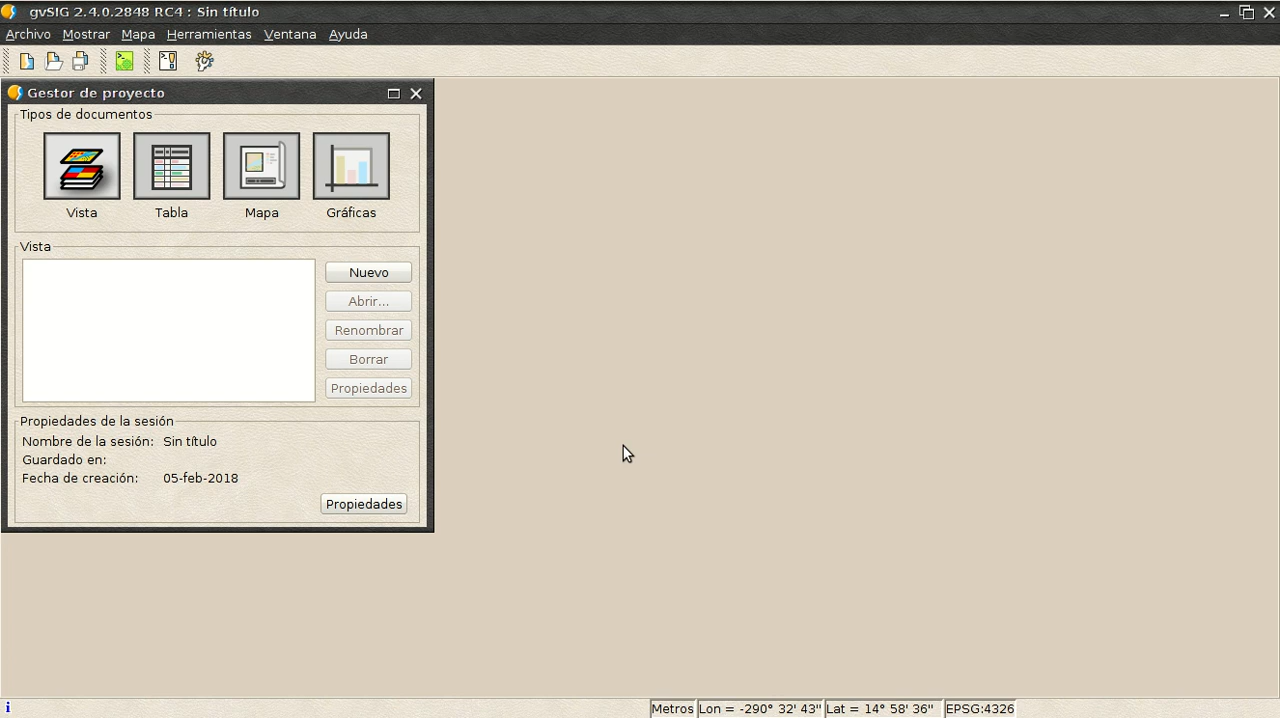 gvSIG 2.4.0.2848 RC4 : Sin título
Archivo Mostrar Mapa Herramientas Ventana Ayuda
Gestor de proyecto
Tipos de documentos
Vista Tabla Mapa Gráficas
Vista
Nuevo
Abrir...
Renombrar
Borrar
Propiedades
Propiedades de la sesión
Nombre de la sesión: Sin título
Guardado en:
Fecha de creación: 05-feb-2018
Propiedades
Metros Lon = -290° 32' 43" Lat = 14° 58' 36" EPSG:4326